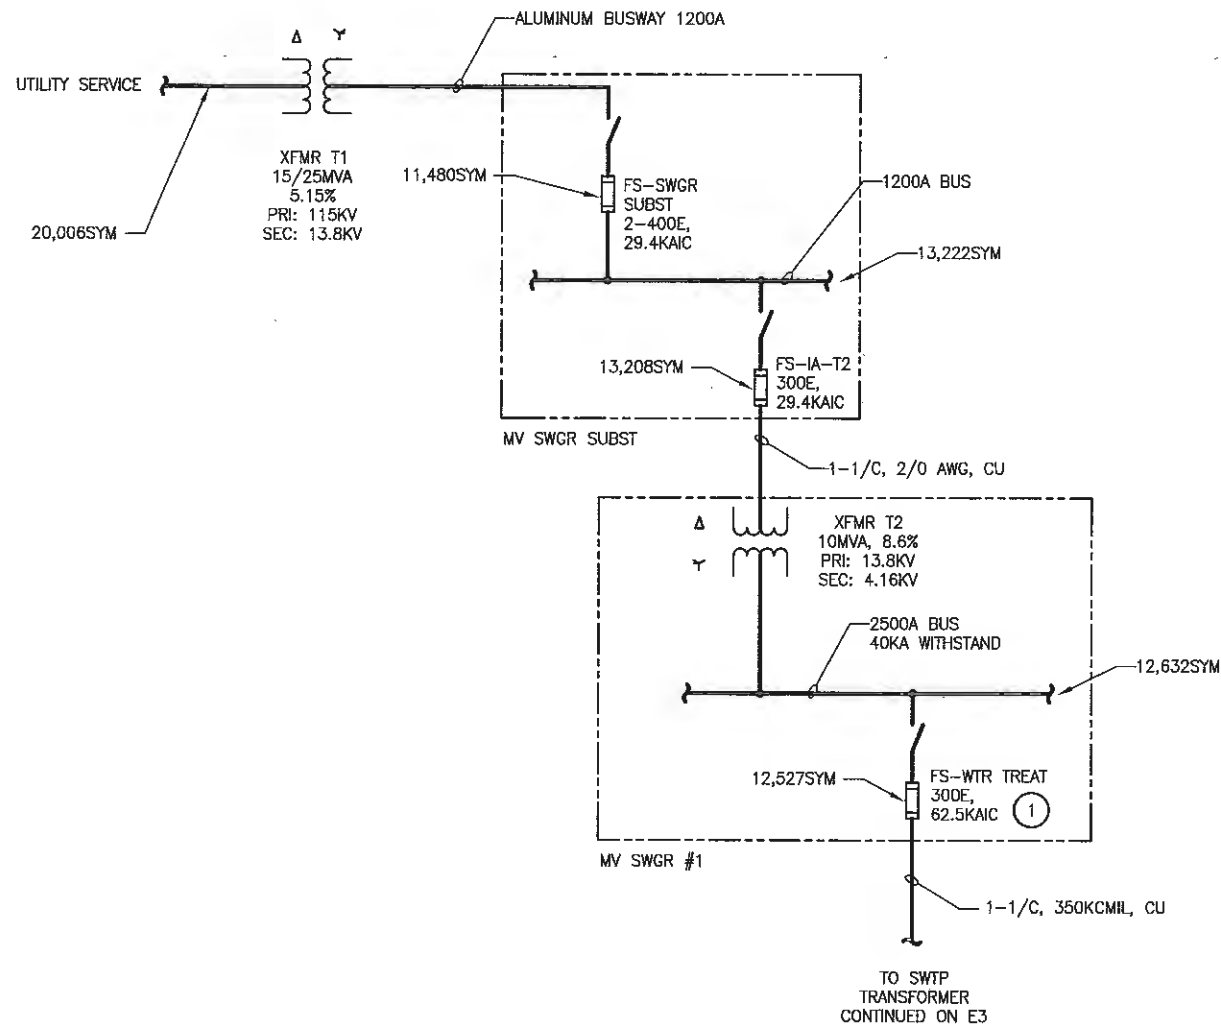 ALUMINUM BUSWAY 1200A
Δ Y
UTILITY SERVICE
XFMR T1
15/25MVA
5.15%
PRI: 115KV
SEC: 13.8KV
20,006SYM
11,480SYM
FS-SWGR
SUBST
2-400E,
29.4KAIC
1200A BUS
13,222SYM
13,208SYM
FS-IA-T2
300E,
29.4KAIC
MV SWGR SUBST
1-1/C, 2/0 AWG, CU
Δ
Y
XFMR T2
10MVA, 8.6%
PRI: 13.8KV
SEC: 4.16KV
2500A BUS
40KA WITHSTAND
12,632SYM
12,527SYM
FS-WTR TREAT
300E,
62.5KAIC
1
MV SWGR #1
1-1/C, 350KCMIL, CU
TO SWTP
TRANSFORMER
CONTINUED ON E3